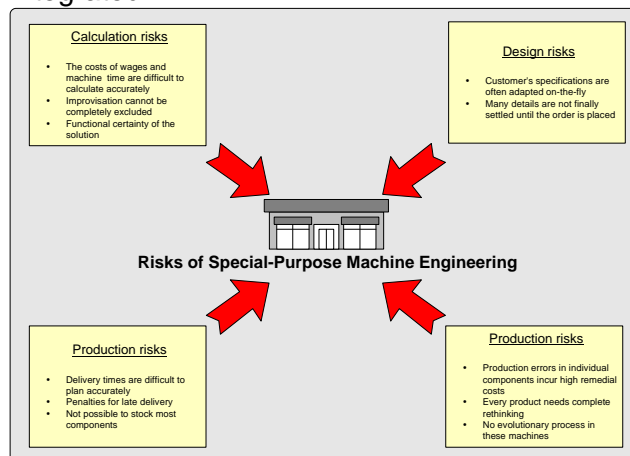 Calculation risks
• The costs of wages and
machine time are difficult to
calculate accurately
• Improvisation cannot be
completely excluded
• Functional certainty of the
solution
Design risks
• Customer's specifications are
often adapted on-the-fly
• Many details are not finally
settled until the order is placed
Risks of Special-Purpose Machine Engineering
Production risks
• Delivery times are difficult to
plan accurately
• Penalties for late delivery
• Not possible to stock most
components
Production risks
• Production errors in individual
components incur high remedial
costs
• Every product needs complete
rethinking
• No evolutionary process in
these machines